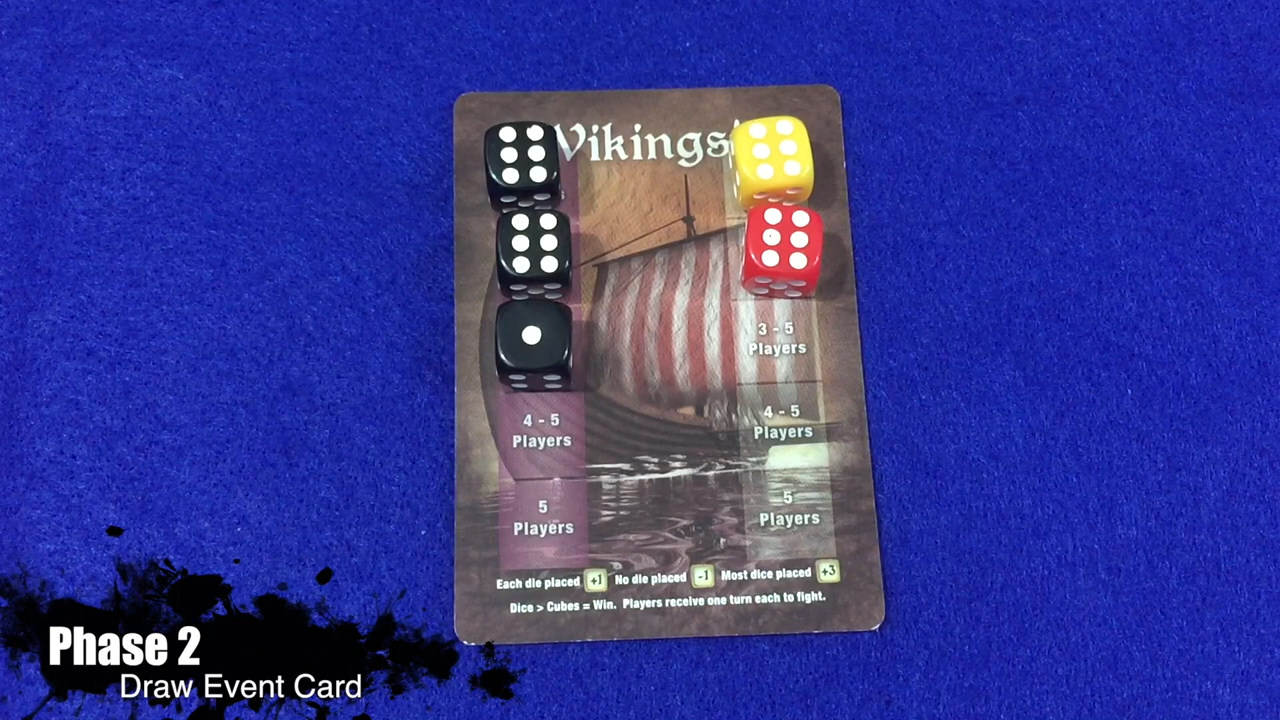 Vikings!
3 - 5
Players
4 - 5
Players
4 - 5
Players
5
Players
5
Players
Each die placed +1 No die placed -1 Most dice placed +3
Dice > Cubes = Win. Players receive one turn each to fight.
Phase 2
Draw Event Card